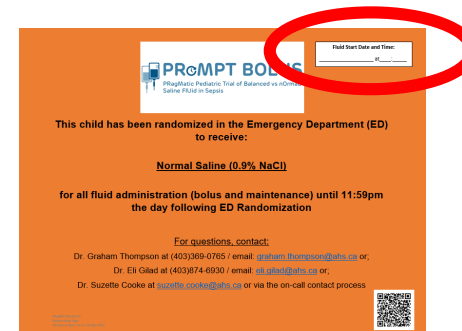 Fluid Start Date and Time:
____________________ at____:_____
PRoMPT BOLUS
PRagMatic Pediatric Trial of Balanced vs nOrmal
Saline FlUid in Sepsis
This child has been randomized in the Emergency Department (ED)
to receive:
Normal Saline (0.9% NaCl)
for all fluid administration (bolus and maintenance) until 11:59pm
the day following ED Randomization
For questions, contact:
Dr. Graham Thompson at (403)369-0765 / email: graham.thompson@ahs.ca or;
Dr. Eli Gilad at (403)874-6930 / email: eli.gilad@ahs.ca or;
Dr. Suzette Cooke at suzette.cooke@ahs.ca or via the on-call contact process